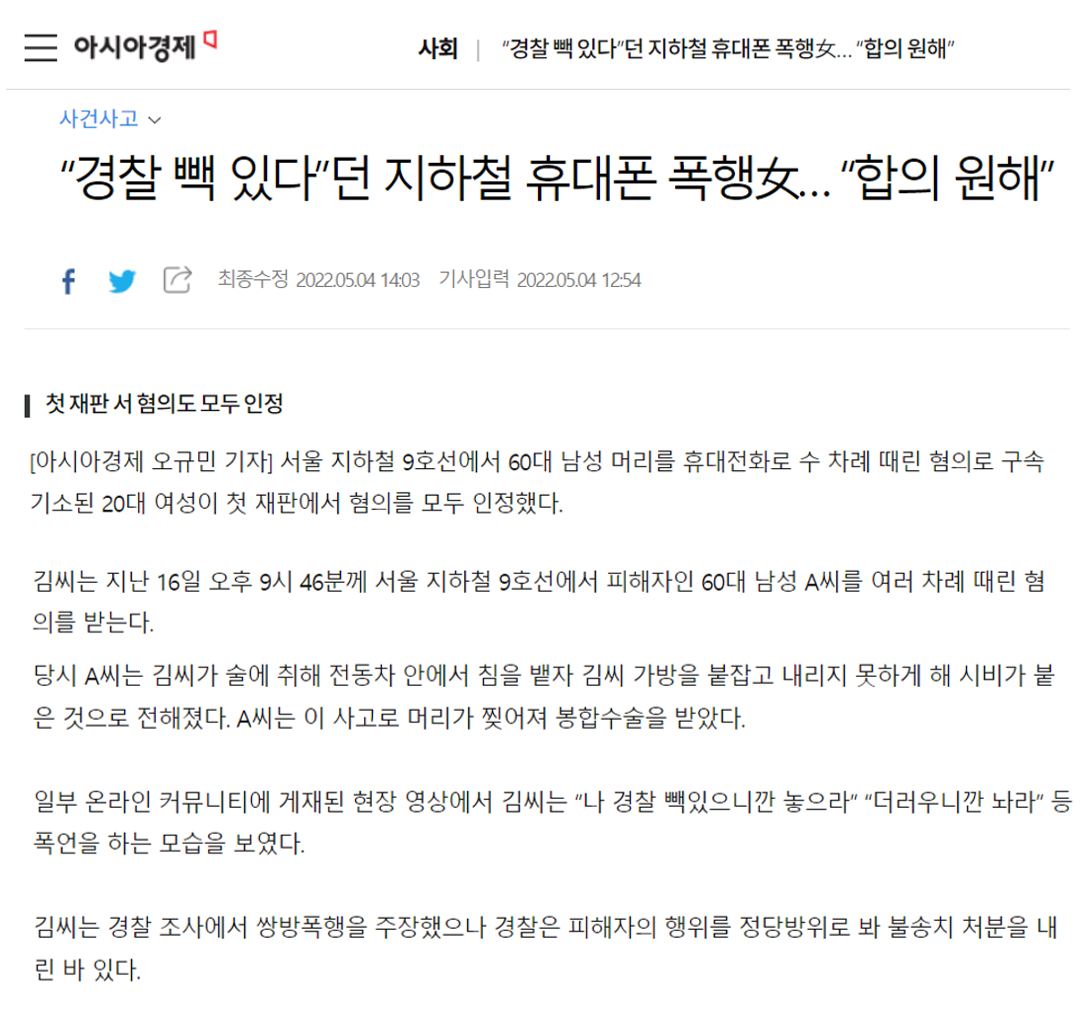 아시아경제
사회 | “경찰 빽 있다”던 지하철 휴대폰 폭행女… “합의 원해”
사건사고
“경찰 빽 있다”던 지하철 휴대폰 폭행女… “합의 원해”
최종수정 2022.05.04 14:03 기사입력 2022.05.04 12:54
첫 재판 서 혐의도 모두 인정
[아시아경제 오규민 기자] 서울 지하철 9호선에서 60대 남성 머리를 휴대전화로 수 차례 때린 혐의로 구속
기소된 20대 여성이 첫 재판에서 혐의를 모두 인정했다.
김씨는 지난 16일 오후 9시 46분께 서울 지하철 9호선에서 피해자인 60대 남성 A씨를 여러 차례 때린 혐
의를 받는다.
당시 A씨는 김씨가 술에 취해 전동차 안에서 침을 뱉자 김씨 가방을 붙잡고 내리지 못하게 해 시비가 붙
은 것으로 전해졌다. A씨는 이 사고로 머리가 찢어져 봉합수술을 받았다.
일부 온라인 커뮤니티에 게재된 현장 영상에서 김씨는 “나 경찰 빽있으니깐 놓으라” “더러우니깐 놔라” 등
폭언을 하는 모습을 보였다.
김씨는 경찰 조사에서 쌍방폭행을 주장했으나 경찰은 피해자의 행위를 정당방위로 봐 불송치 처분을 내
린 바 있다.